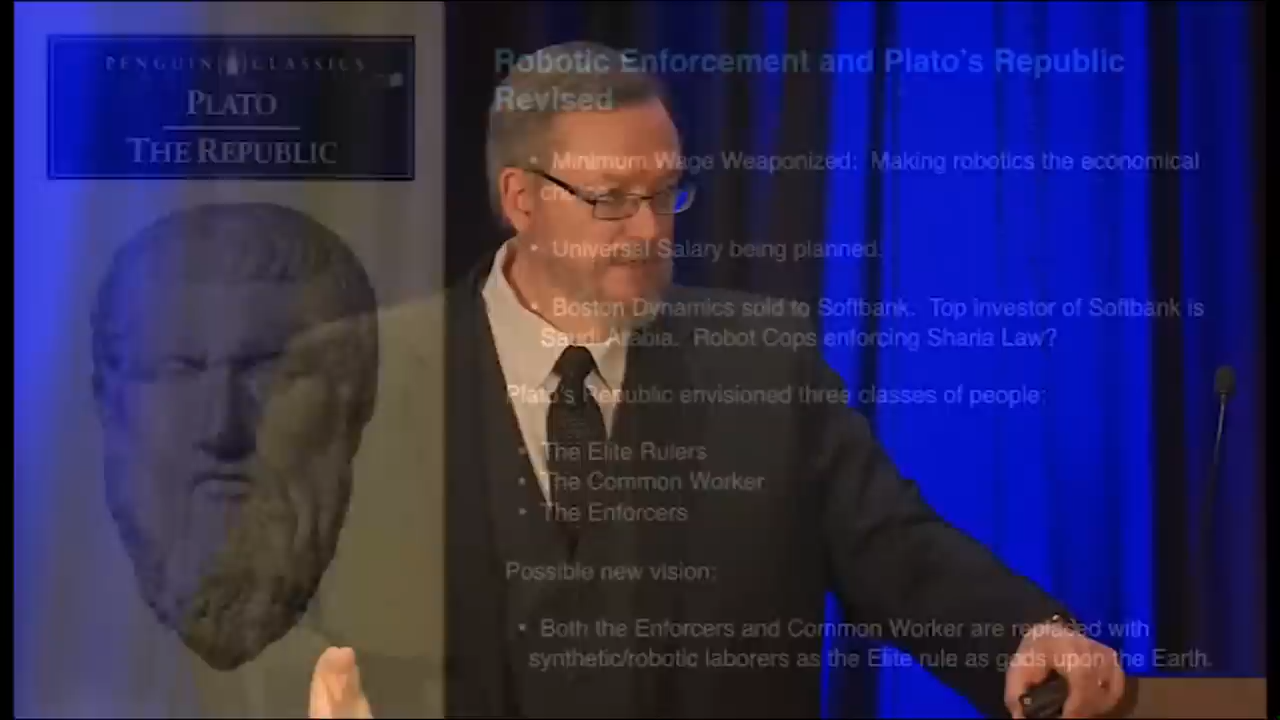 PENGUIN CLASSICS
PLATO
THE REPUBLIC
Robotic Enforcement and Plato's Republic
Revised
• Minimum Wage Weaponized: Making robotics the economical
• Universal Salary being planned.
• Boston Dynamics sold to Softbank. Top investor of Softbank is
Saudi Arabia. Robot Cops enforcing Sharia Law?
Plato's Republic envisioned three classes of people:
• The Elite Rulers
• The Common Worker
• The Enforcers
Possible new vision:
• Both the Enforcers and Common Worker are replaced with
synthetic/robotic laborers as the Elite rule as gods upon the Earth.